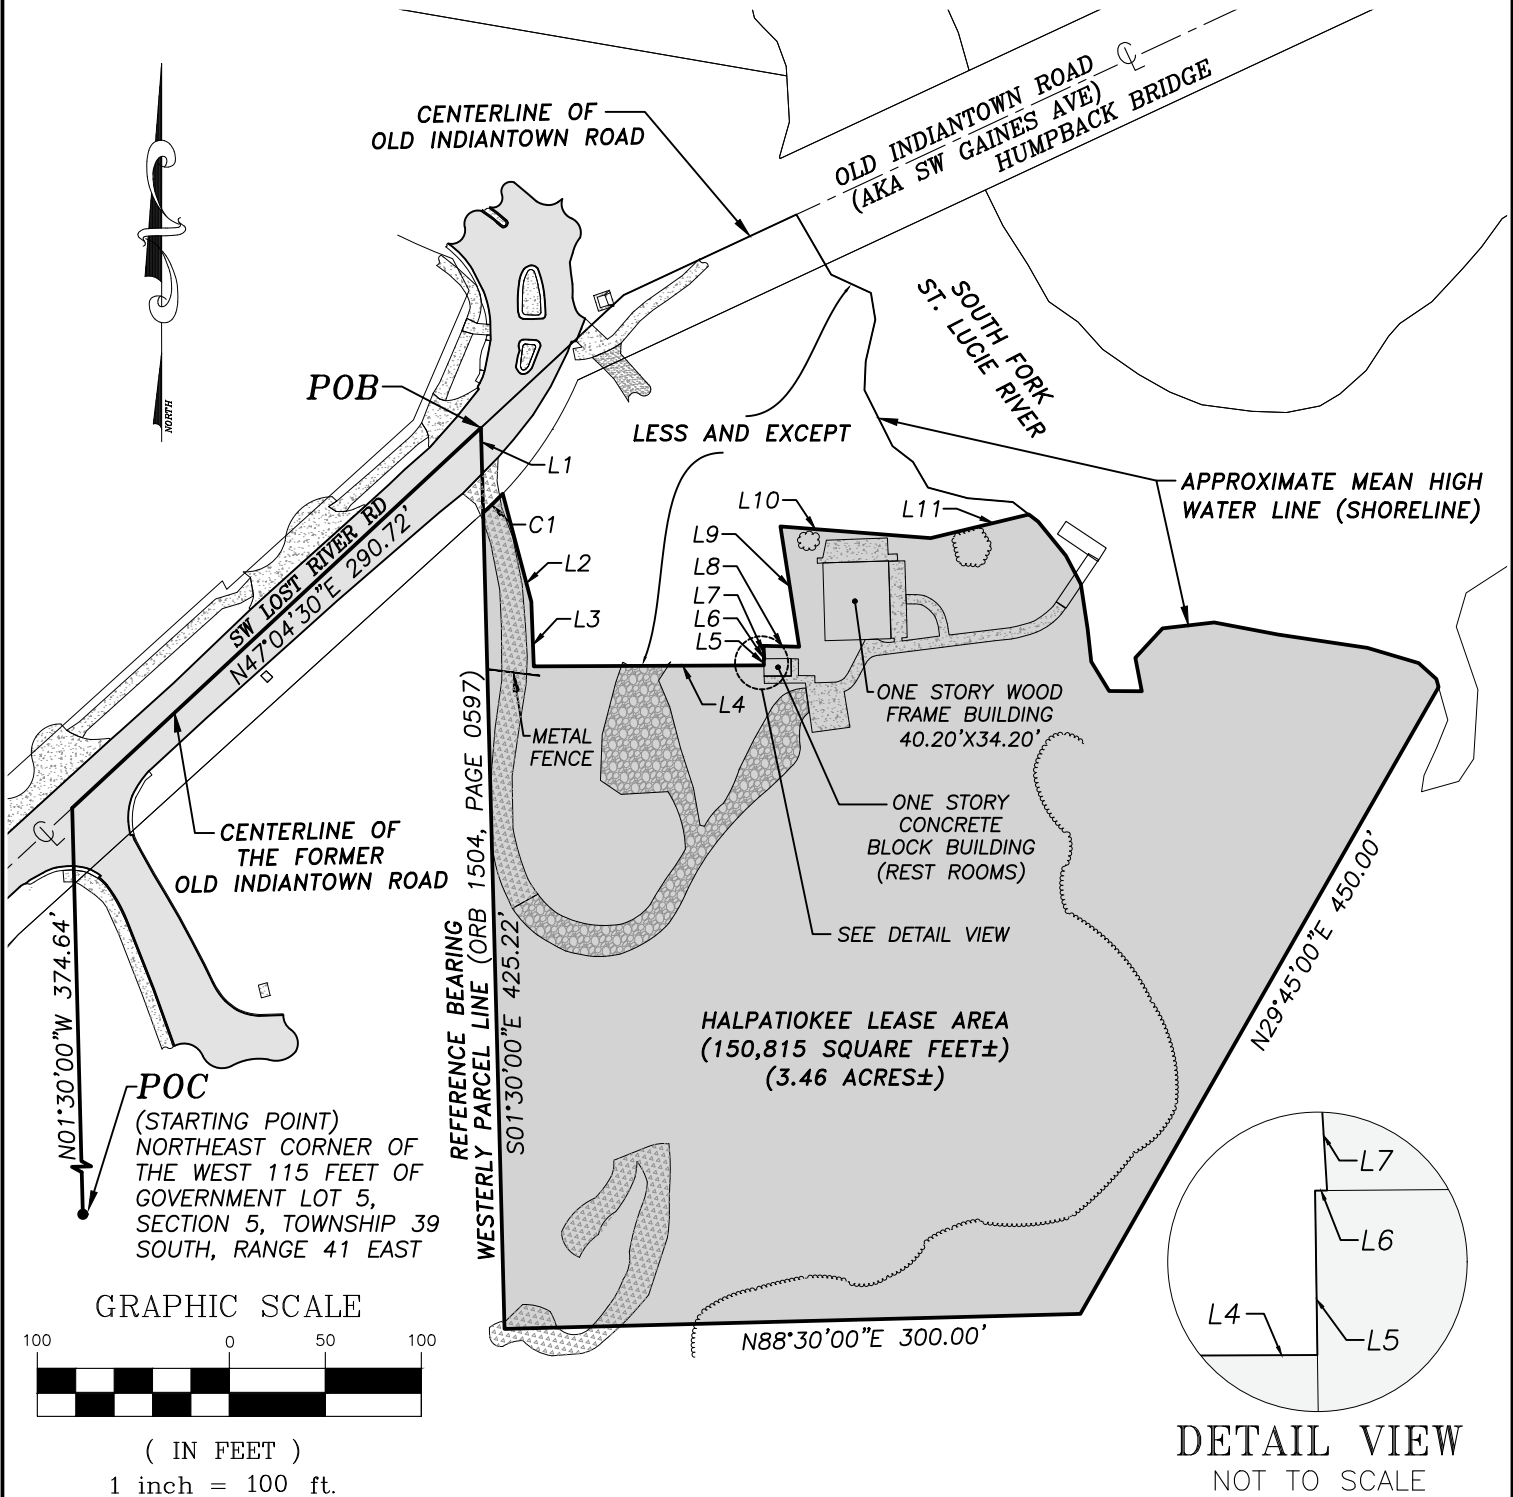 CENTERLINE OF
OLD INDIANTOWN ROAD
OLD INDIANTOWN ROAD
(AKA SW GAINES AVE)
HUMPBACK BRIDGE
℄
NORTH
SOUTH FORK
ST. LUCIE RIVER
POB
L1
LESS AND EXCEPT
APPROXIMATE MEAN HIGH
WATER LINE (SHORELINE)
L10
L11
C1
L9
L2
L8
L7
L3
L6
L5
SW LOST RIVER RD
N47°04'30"E 290.72'
L4
METAL
FENCE
ONE STORY WOOD
FRAME BUILDING
40.20'X34.20'
ONE STORY
CONCRETE
BLOCK BUILDING
(REST ROOMS)
℄
CENTERLINE OF
THE FORMER
OLD INDIANTOWN ROAD
SEE DETAIL VIEW
N01°30'00"W 374.64'
REFERENCE BEARING
WESTERLY PARCEL LINE (ORB 1504, PAGE 0597)
S01°30'00"E 425.22'
N29°45'00"E 450.00'
HALPATIOKEE LEASE AREA
(150,815 SQUARE FEET±)
(3.46 ACRES±)
POC
(STARTING POINT)
NORTHEAST CORNER OF
THE WEST 115 FEET OF
GOVERNMENT LOT 5,
SECTION 5, TOWNSHIP 39
SOUTH, RANGE 41 EAST
N88°30'00"E 300.00'
GRAPHIC SCALE
100 0 50 100
( IN FEET )
1 inch = 100 ft.
L7
L6
L4
L5
DETAIL VIEW
NOT TO SCALE